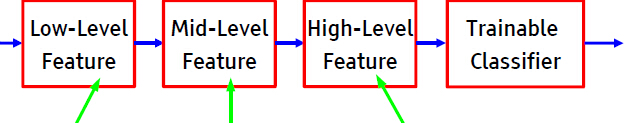 Low-Level
Feature
Mid-Level
Feature
High-Level
Feature
Trainable
Classifier